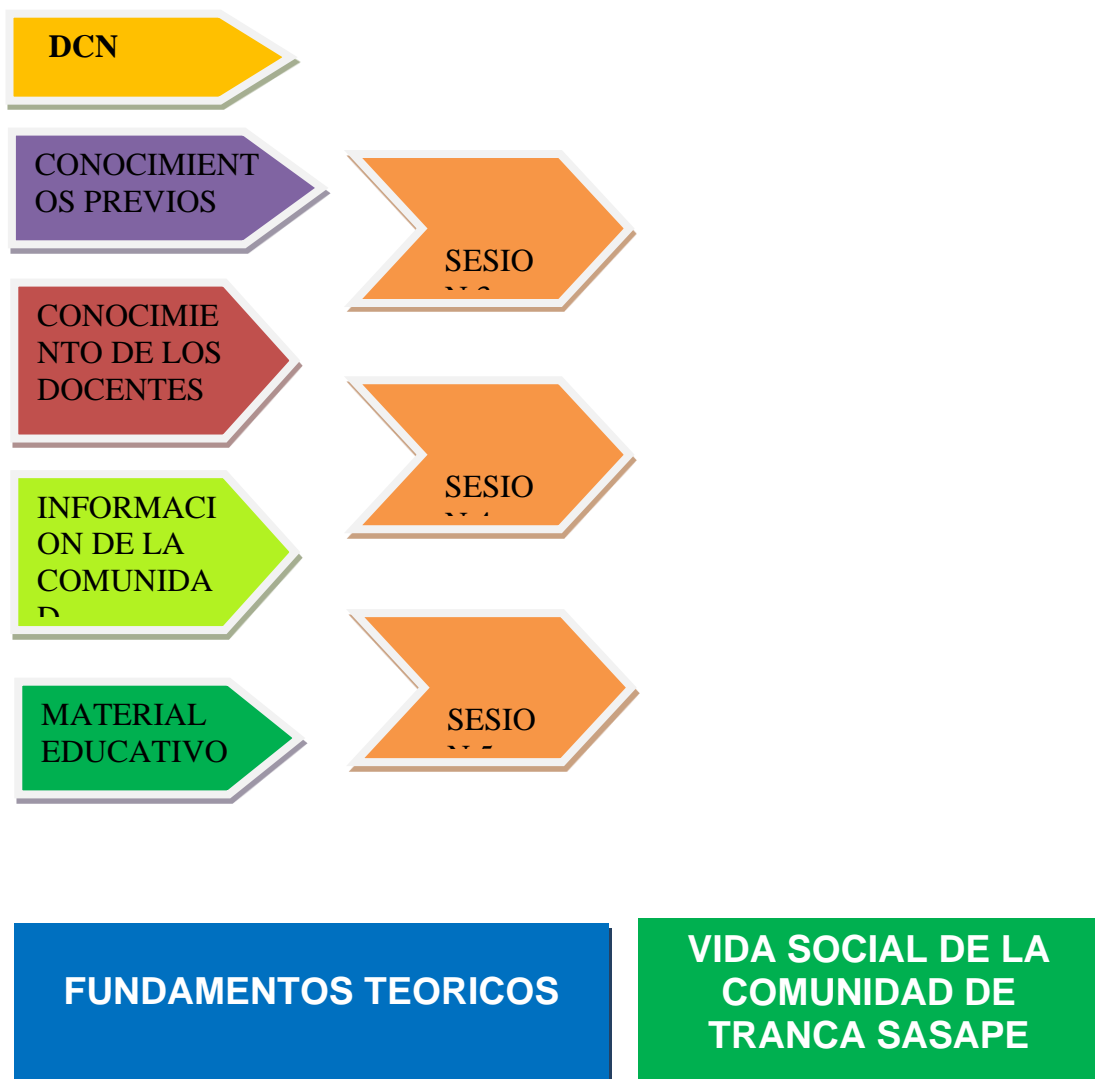 DCN
CONOCIMIENT
OS PREVIOS
CONOCIMIE
NTO DE LOS
DOCENTES
INFORMACI
ON DE LA
COMUNIDA
D
MATERIAL
EDUCATIVO
SESIO
SESIO
SESIO
FUNDAMENTOS TEORICOS
VIDA SOCIAL DE LA
COMUNIDAD DE
TRANCA SASAPE